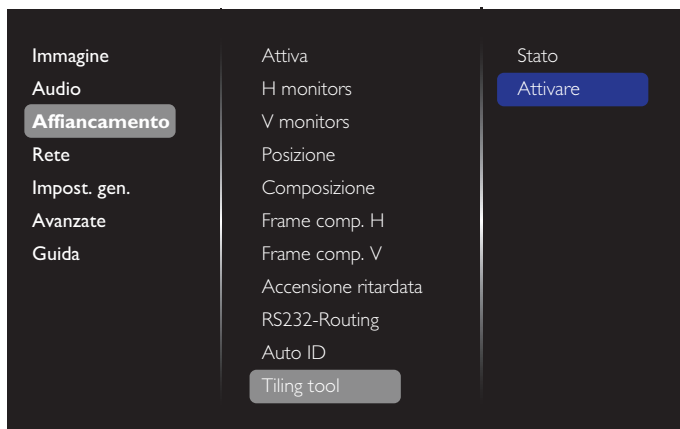 Immagine
Audio
Affiancamento
Rete
Impost. gen.
Avanzate
Guida
Attiva
H monitors
V monitors
Posizione
Composizione
Frame comp. H
Frame comp. V
Accensione ritardata
RS232-Routing
Auto ID
Tiling tool
Stato
Attivare